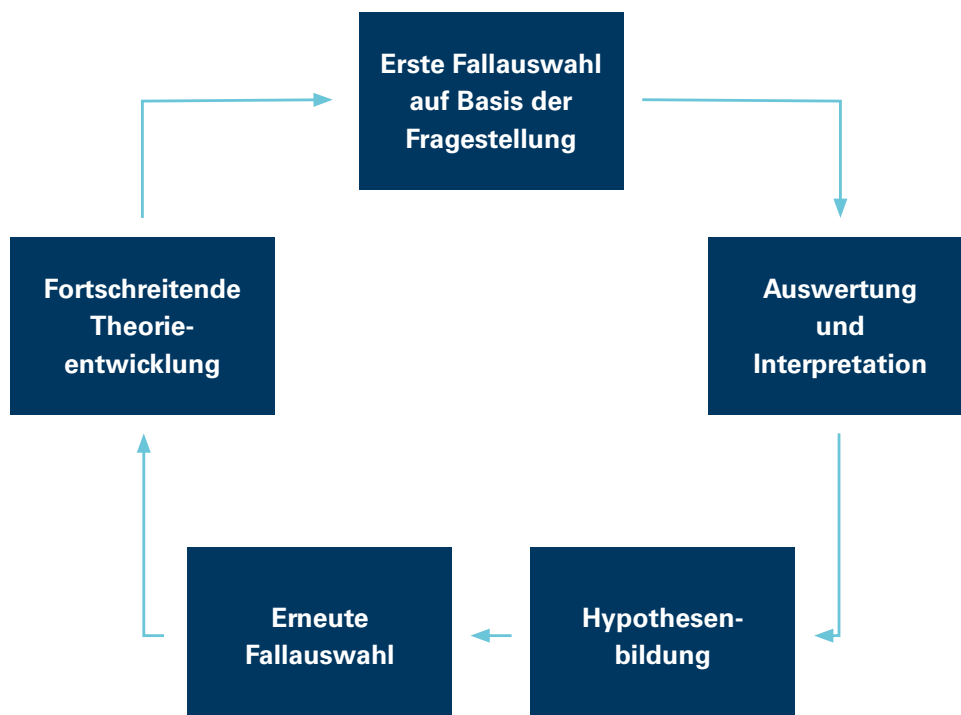 Erste Fallauswahl
auf Basis der
Fragestellung
Auswertung
und
Interpretation
Hypothesen-
bildung
Erneute
Fallauswahl
Fortschreitende
Theorie-
entwicklung